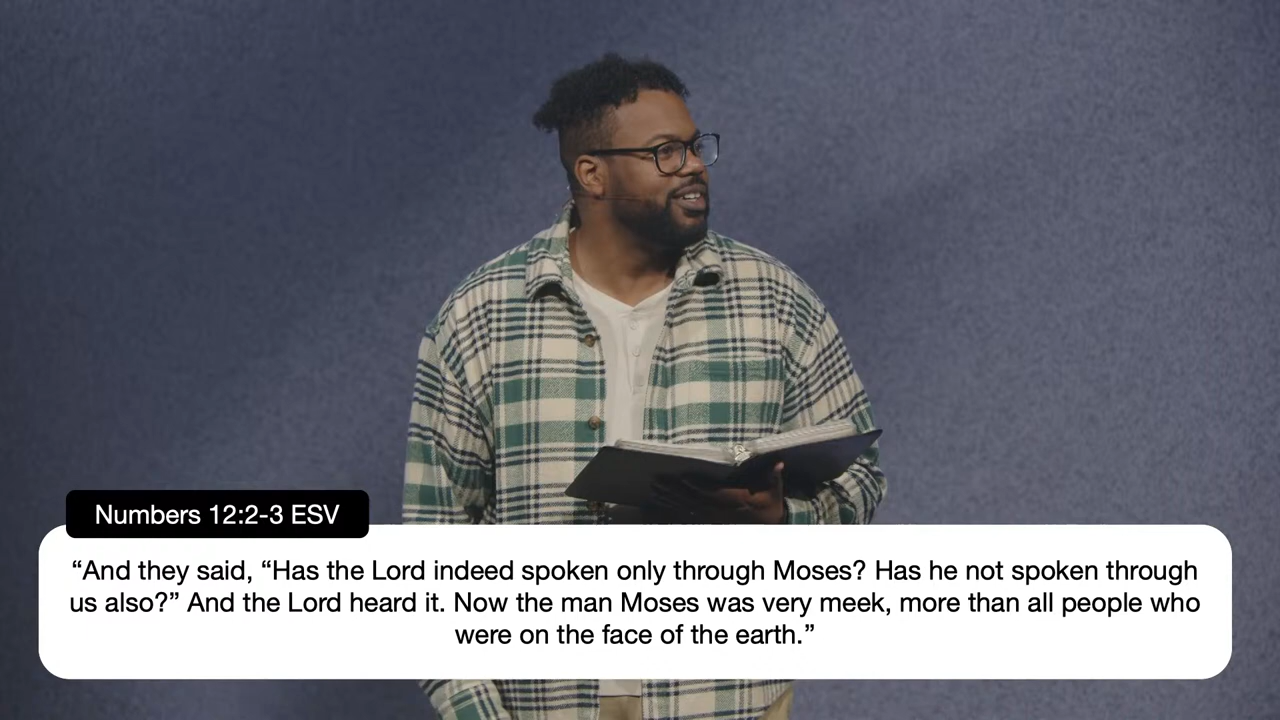 Numbers 12:2-3 ESV
“And they said, “Has the Lord indeed spoken only through Moses? Has he not spoken through
us also?” And the Lord heard it. Now the man Moses was very meek, more than all people who
were on the face of the earth.”